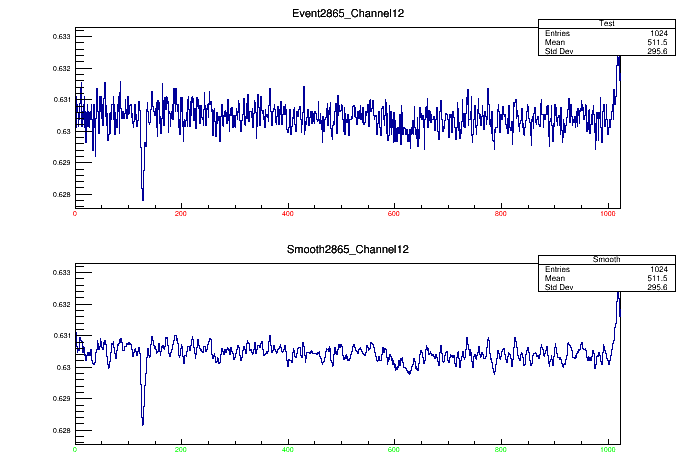 Event2865_Channel12
Test
Entries 1024
Mean 511.5
Std Dev 295.6
0.633
0.632
0.631
0.63
0.629
0.628
0 200 400 600 800 1000
Smooth2865_Channel12
Smooth
Entries 1024
Mean 511.5
Std Dev 295.6
0.633
0.632
0.631
0.63
0.629
0.628
0 200 400 600 800 1000